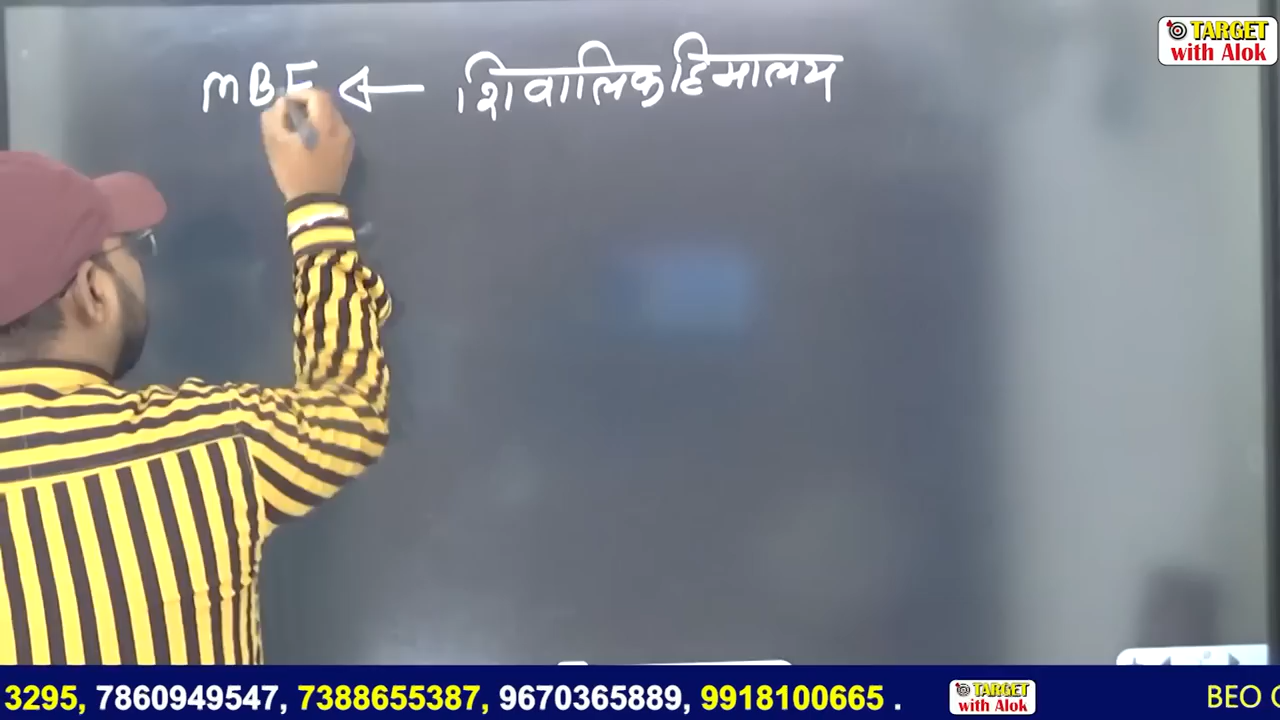 TARGET
with Alok
MBF ← शिवालिक हिमालय
3295, 7860949547, 7388655387, 9670365889, 9918100665 .
TARGET
with Alok
BEO